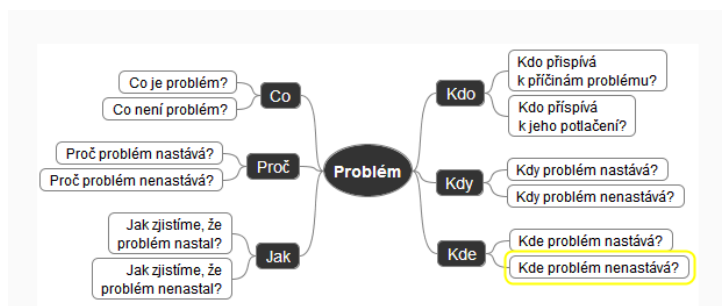 Problém
Co
Co je problém?
Co není problém?
Proč
Proč problém nastává?
Proč problém nenastává?
Jak
Jak zjistíme, že
problém nastal?
Jak zjistíme, že
problém nenastal?
Kdo
Kdo přispívá
k příčinám problému?
Kdo příspívá
k jeho potlačení?
Kdy
Kdy problém nastává?
Kdy problém nenastává?
Kde
Kde problém nastává?
Kde problém nenastává?